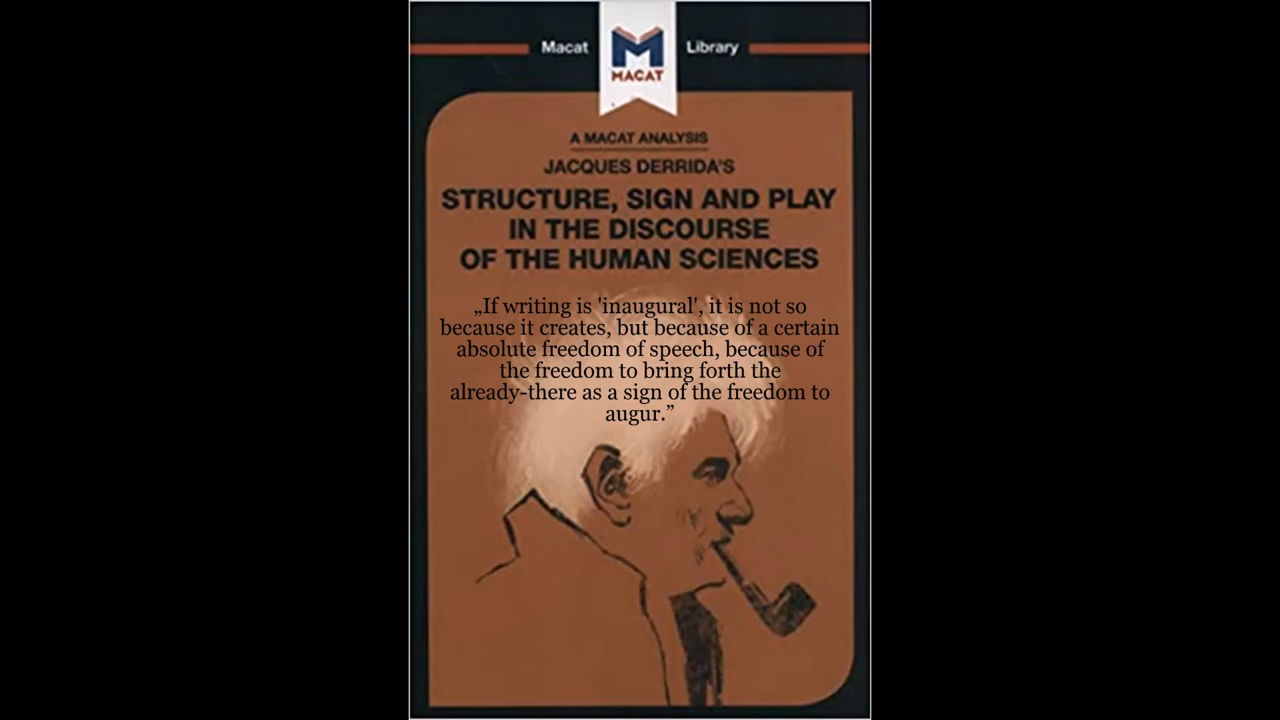 Macat
Library
MACAT
A MACAT ANALYSIS
JACQUES DERRIDA'S
STRUCTURE, SIGN AND PLAY
IN THE DISCOURSE
OF THE HUMAN SCIENCES
„If writing is 'inaugural', it is not so
because it creates, but because of a certain
absolute freedom of speech, because of
the freedom to bring forth the
already-there as a sign of the freedom to
augur.”